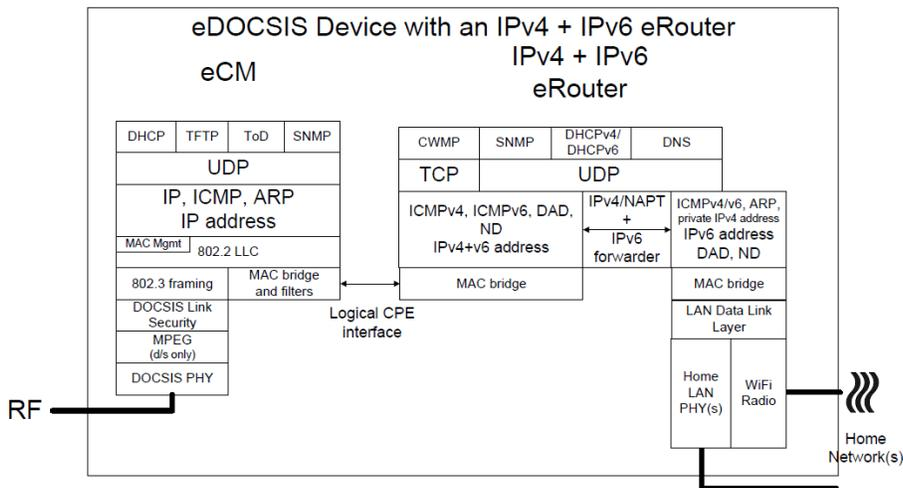 eDOCSIS Device with an IPv4 + IPv6 eRouter
eCM
IPv4 + IPv6
eRouter
DHCP
TFTP
ToD
SNMP
UDP
IP, ICMP, ARP
IP address
MAC Mgmt
802.2 LLC
802.3 framing
MAC bridge
and filters
DOCSIS Link
Security
MPEG
(d/s only)
DOCSIS PHY
RF
Logical CPE
interface
CWMP
SNMP
DHCPv4/
DHCPv6
DNS
TCP
UDP
ICMPv4, ICMPv6, DAD,
ND
IPv4+v6 address
IPv4/NAPT
+
IPv6
forwarder
ICMPv4/v6, ARP,
private IPv4 address
IPv6 address
DAD, ND
MAC bridge
MAC bridge
LAN Data Link
Layer
Home
LAN
PHY(s)
WiFi
Radio
Home
Network(s)